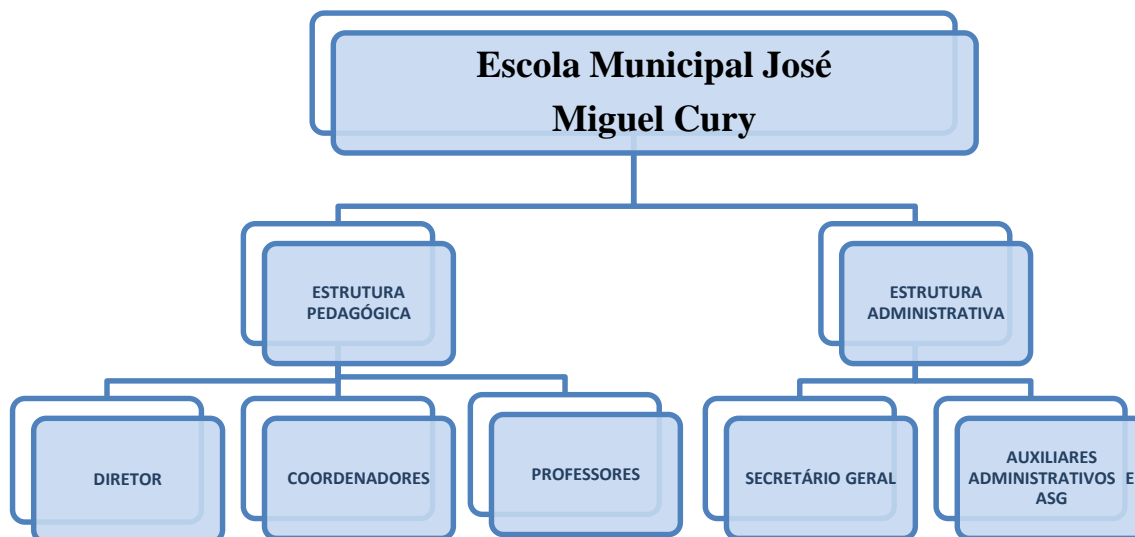 Escola Municipal José
Miguel Cury
ESTRUTURA
PEDAGÓGICA
ESTRUTURA
ADMINISTRATIVA
DIRETOR
COORDENADORES
PROFESSORES
SECRETÁRIO GERAL
AUXILIARES
ADMINISTRATIVOS E
ASG